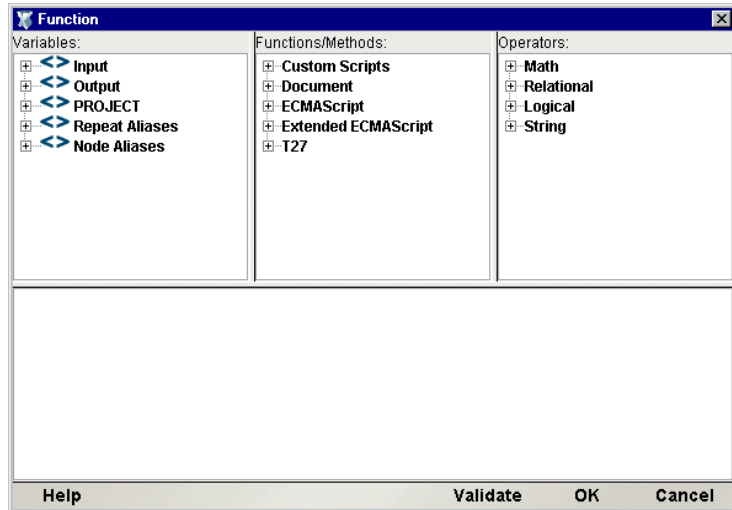 Function
Variables: Functions/Methods: Operators:
Input Custom Scripts Math
Output Document Relational
PROJECT ECMAScript Logical
Repeat Aliases Extended ECMAScript String
Node Aliases T27
Help Validate OK Cancel